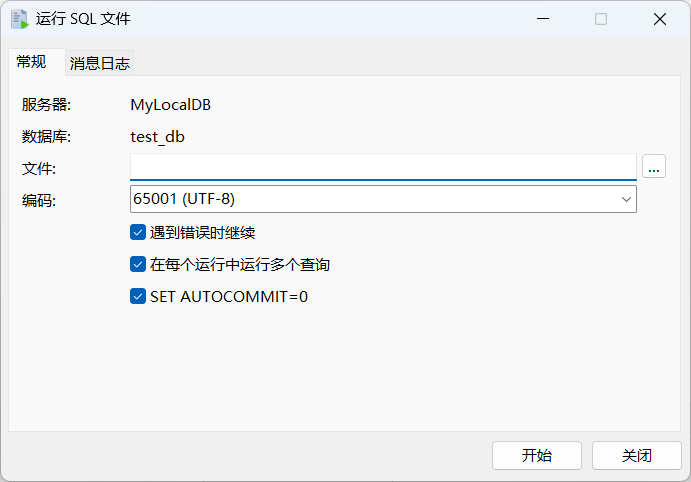 运行 SQL 文件
常规 消息日志
服务器: MyLocalDB
数据库: test_db
文件: ...
编码: 65001 (UTF-8)
遇到错误时继续
在每个运行中运行多个查询
SET AUTOCOMMIT=0
开始 关闭